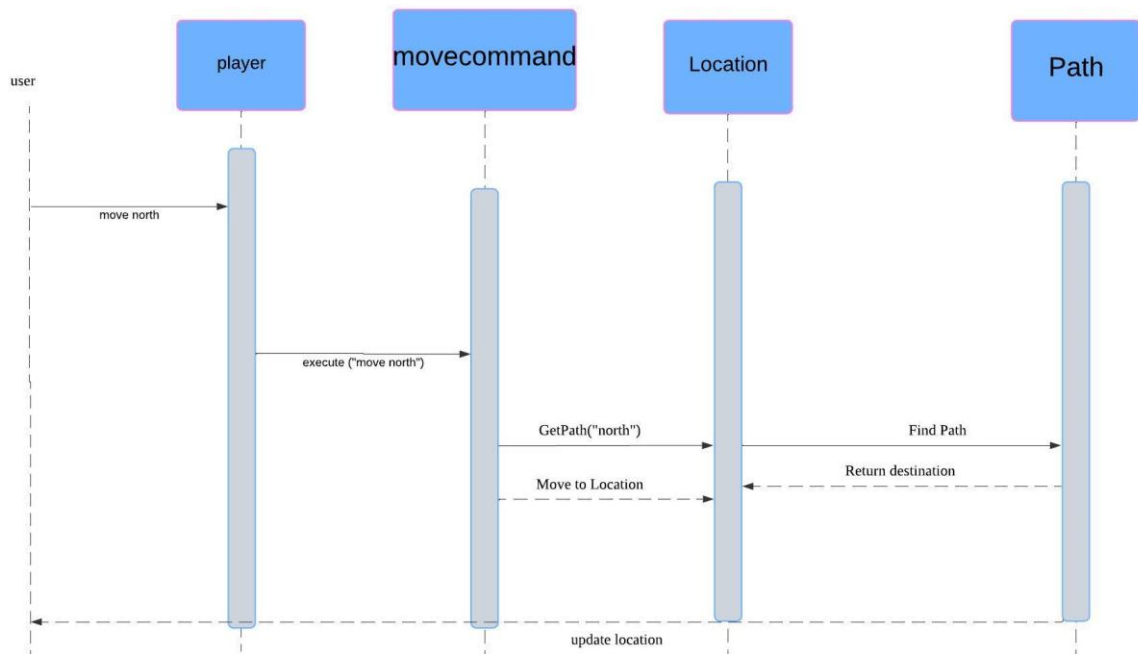 user
player
movecommand
Location
Path
move north
execute ("move north")
GetPath("north")
Find Path
Return destination
Move to Location
update location